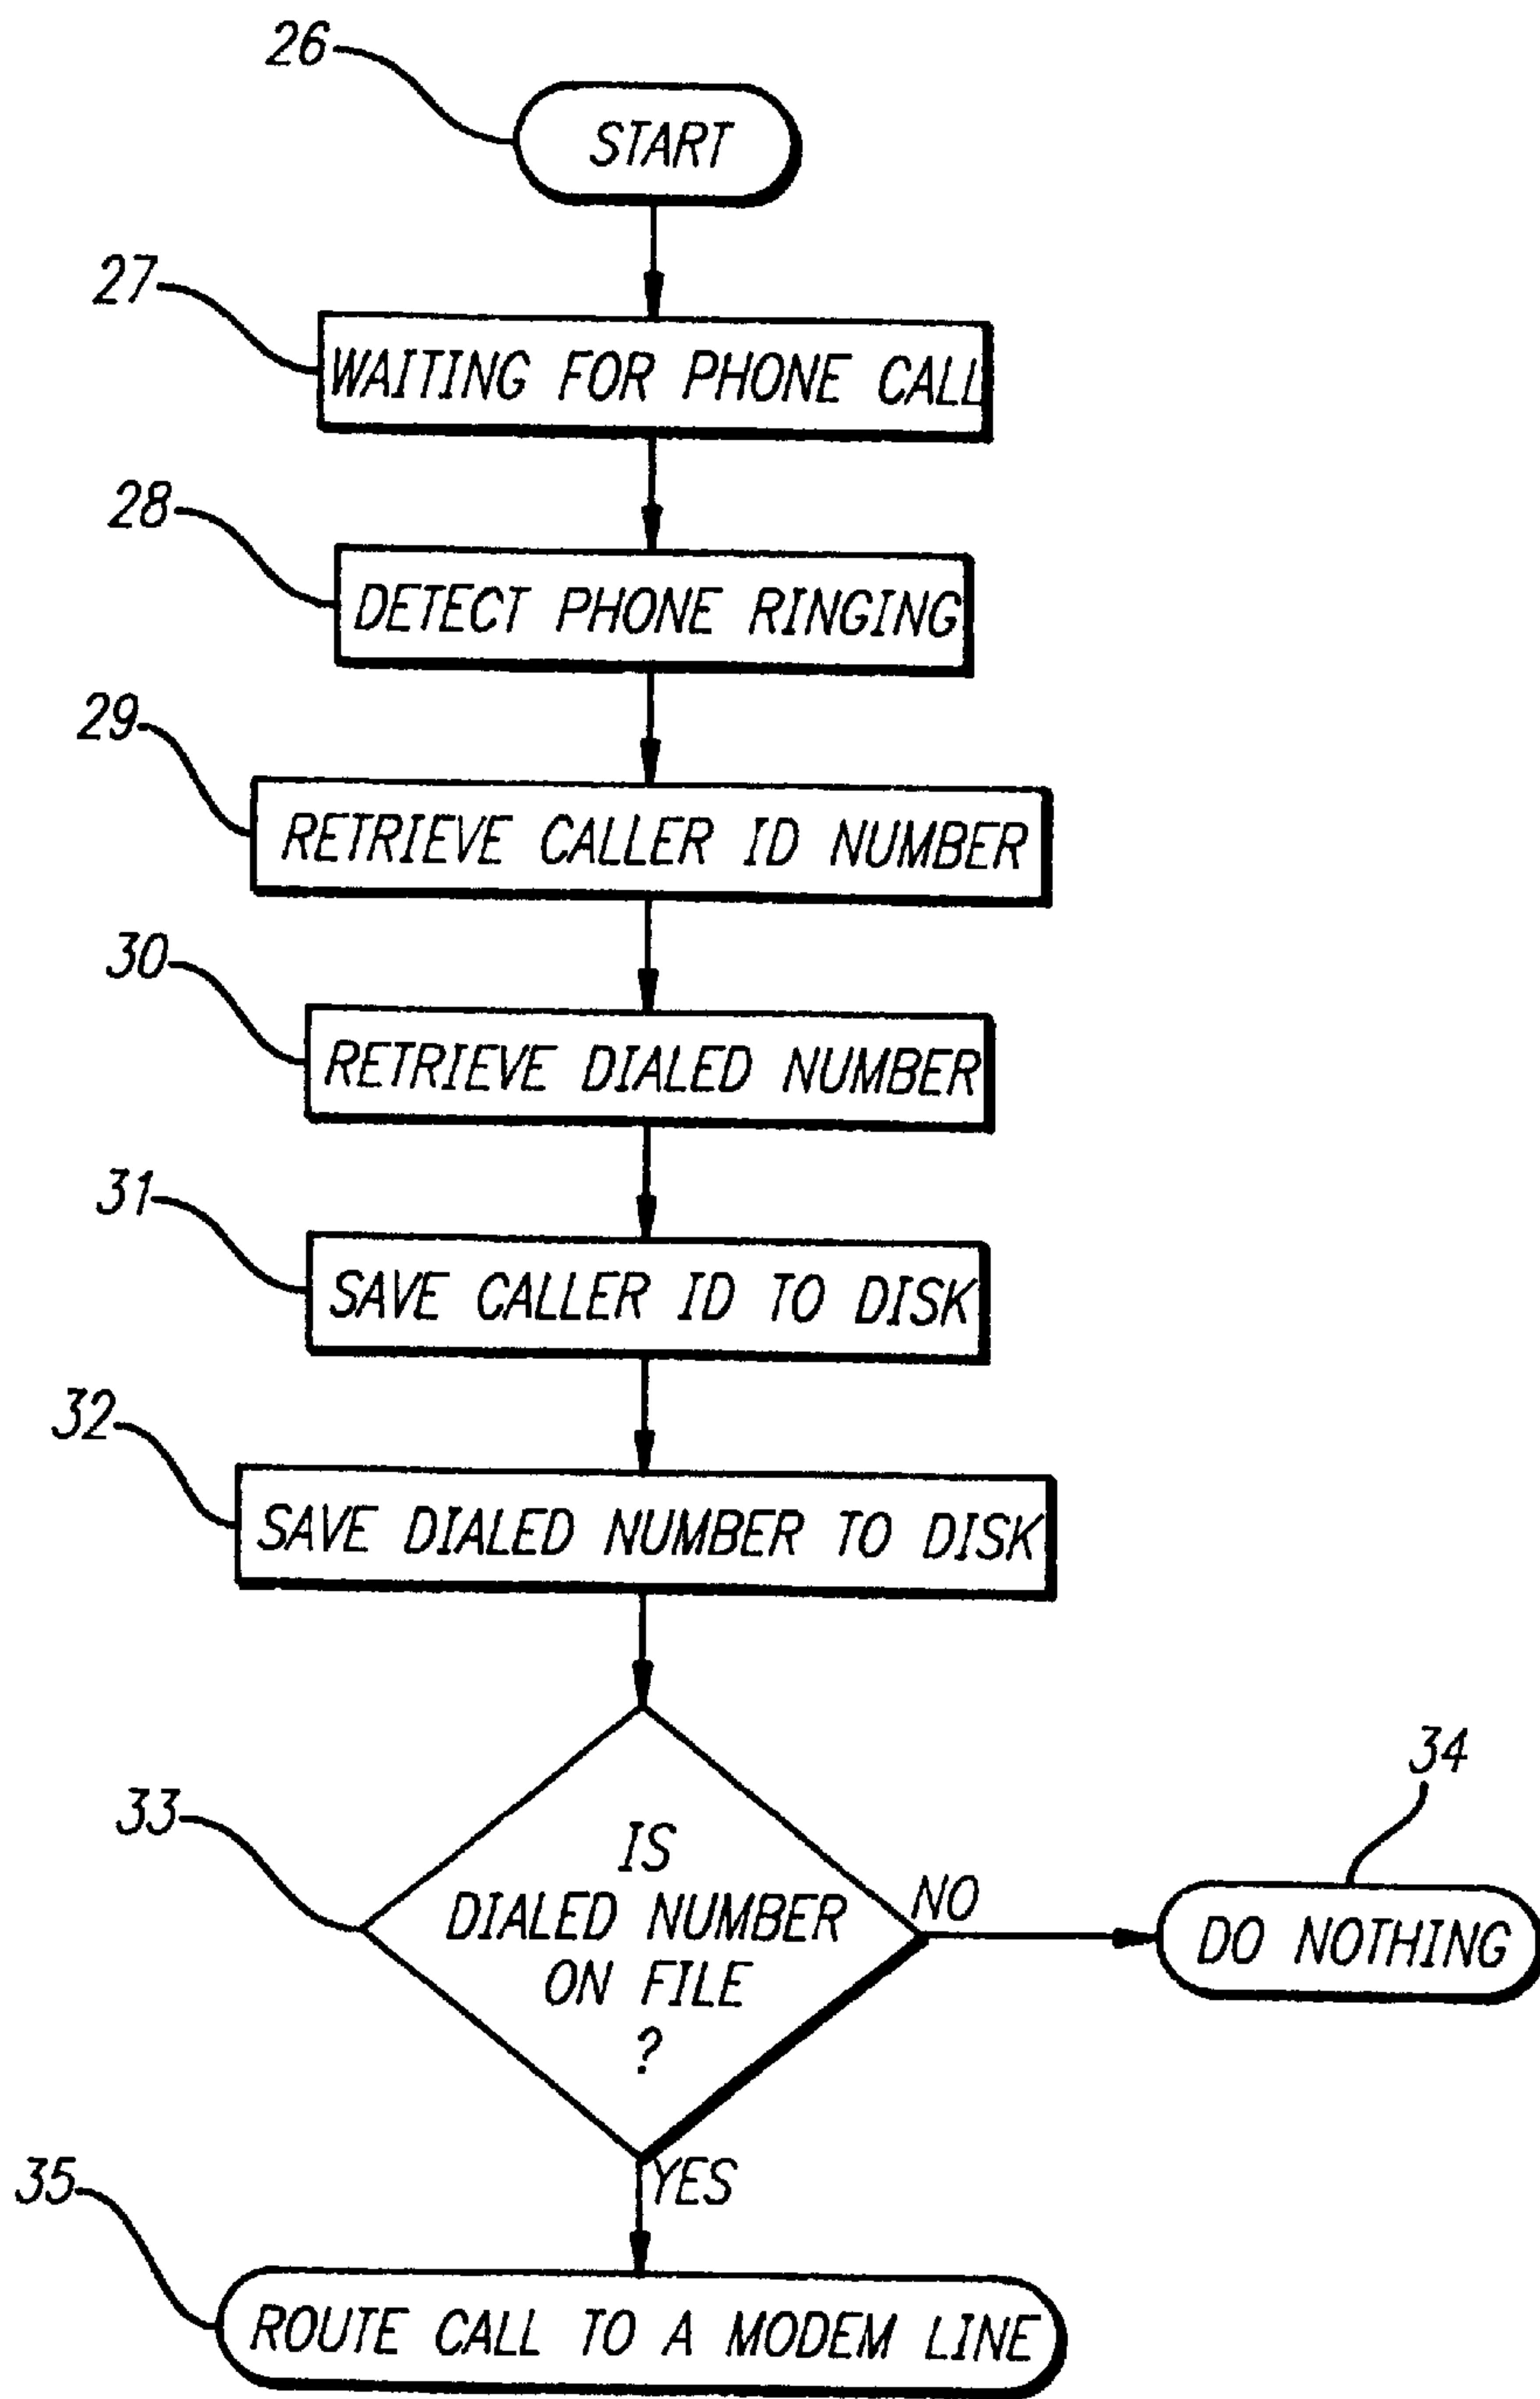 26
START
27
WAITING FOR PHONE CALL
28
DETECT PHONE RINGING
29
RETRIEVE CALLER ID NUMBER
30
RETRIEVE DIALED NUMBER
31
SAVE CALLER ID TO DISK
32
SAVE DIALED NUMBER TO DISK
33
IS
DIALED NUMBER
ON FILE
?
NO
34
DO NOTHING
YES
35
ROUTE CALL TO A MODEM LINE